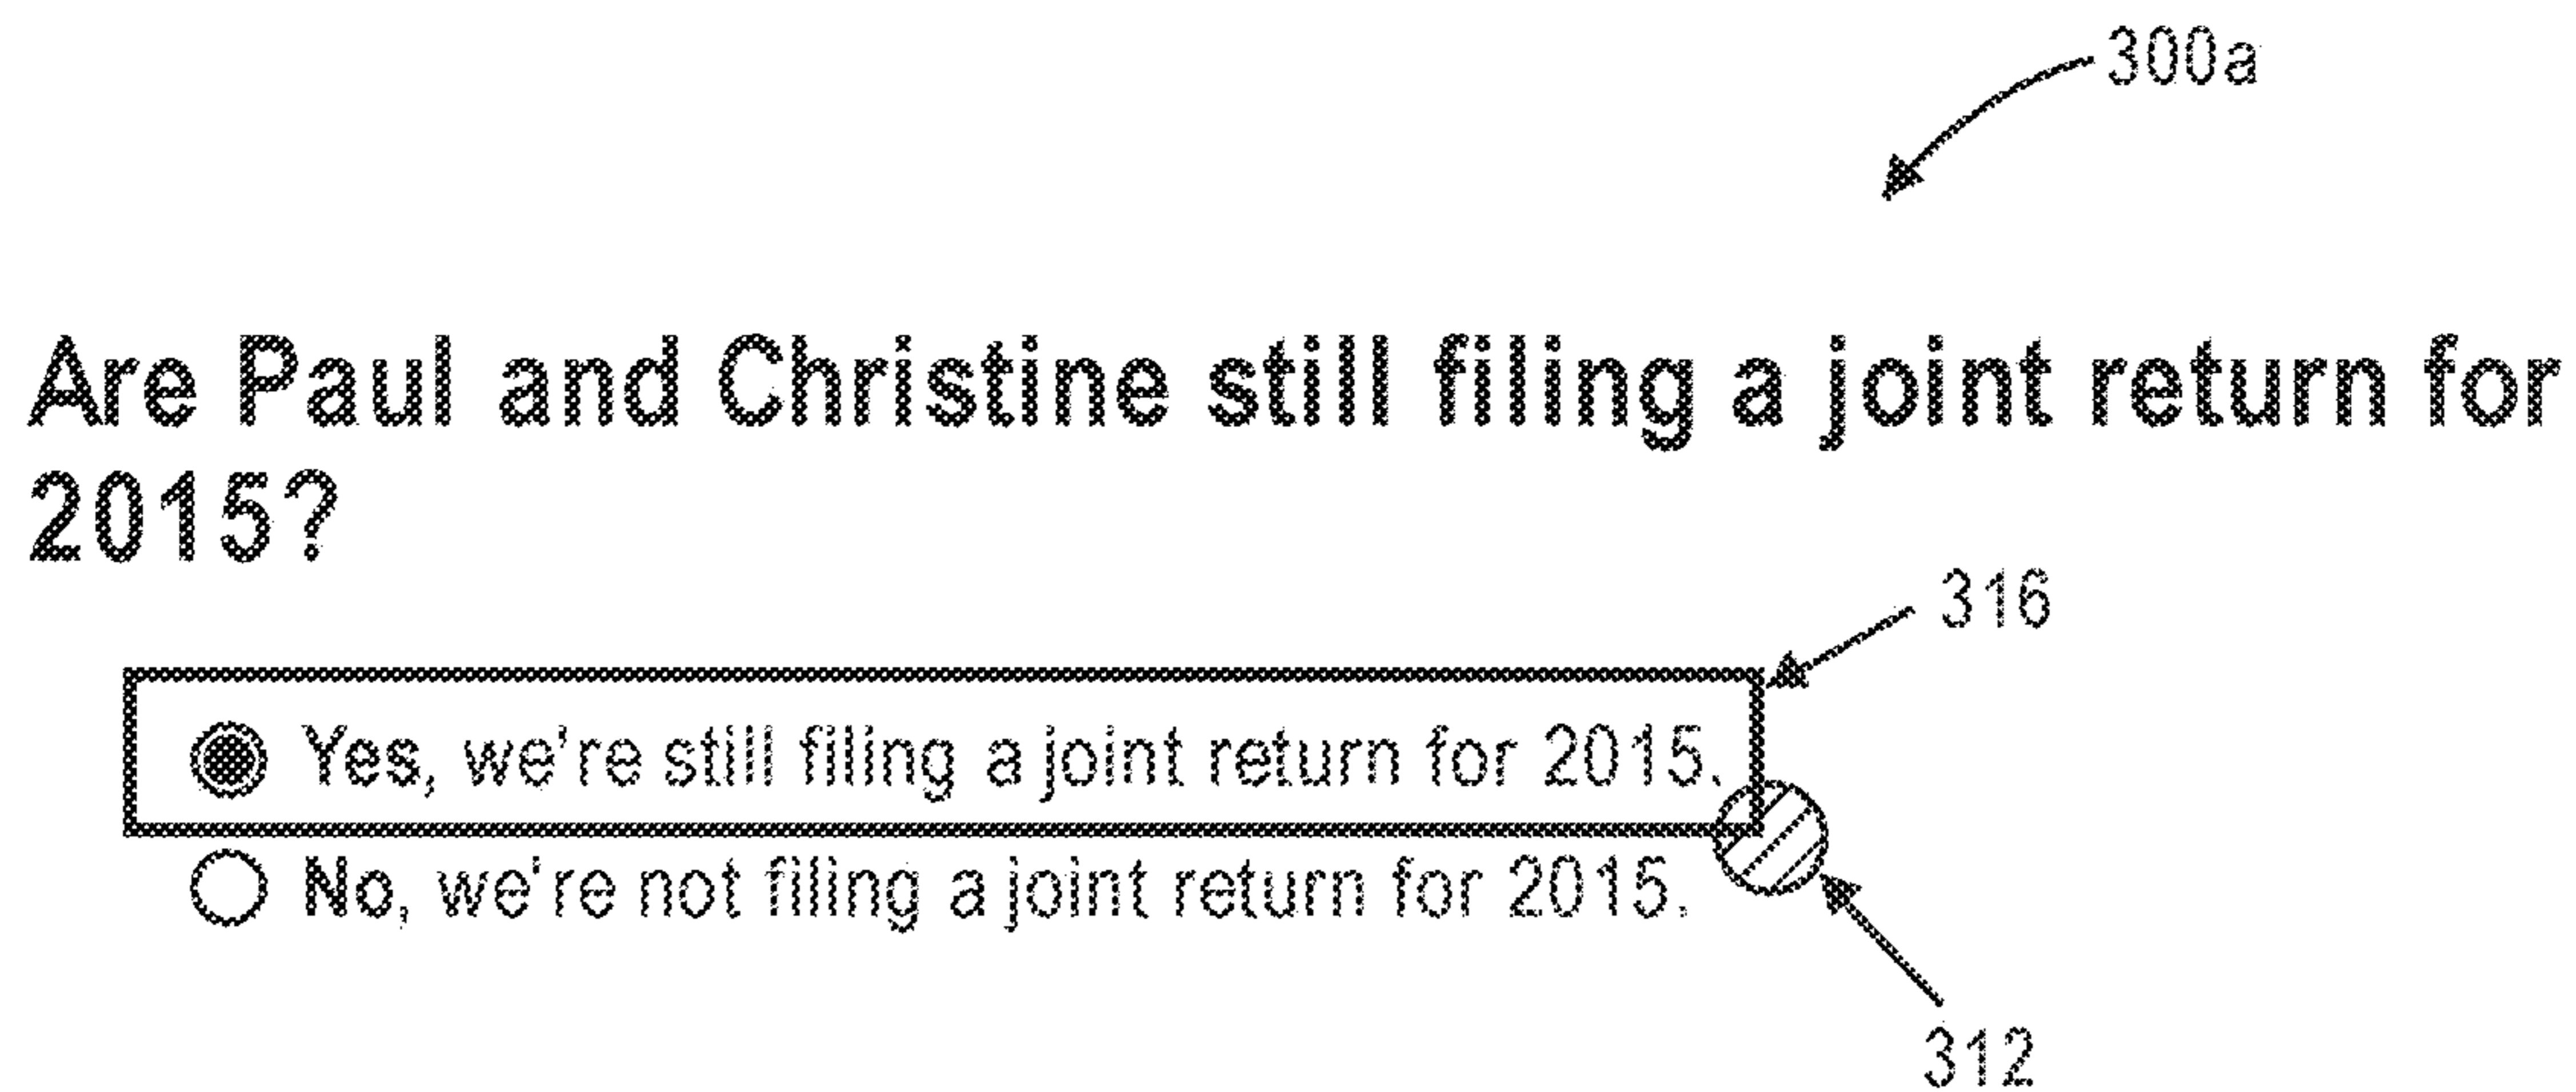 300a
Are Paul and Christine still filing a joint return for
2015?
316
Yes, we're still filing a joint return for 2015.
No, we're not filing a joint return for 2015.
312